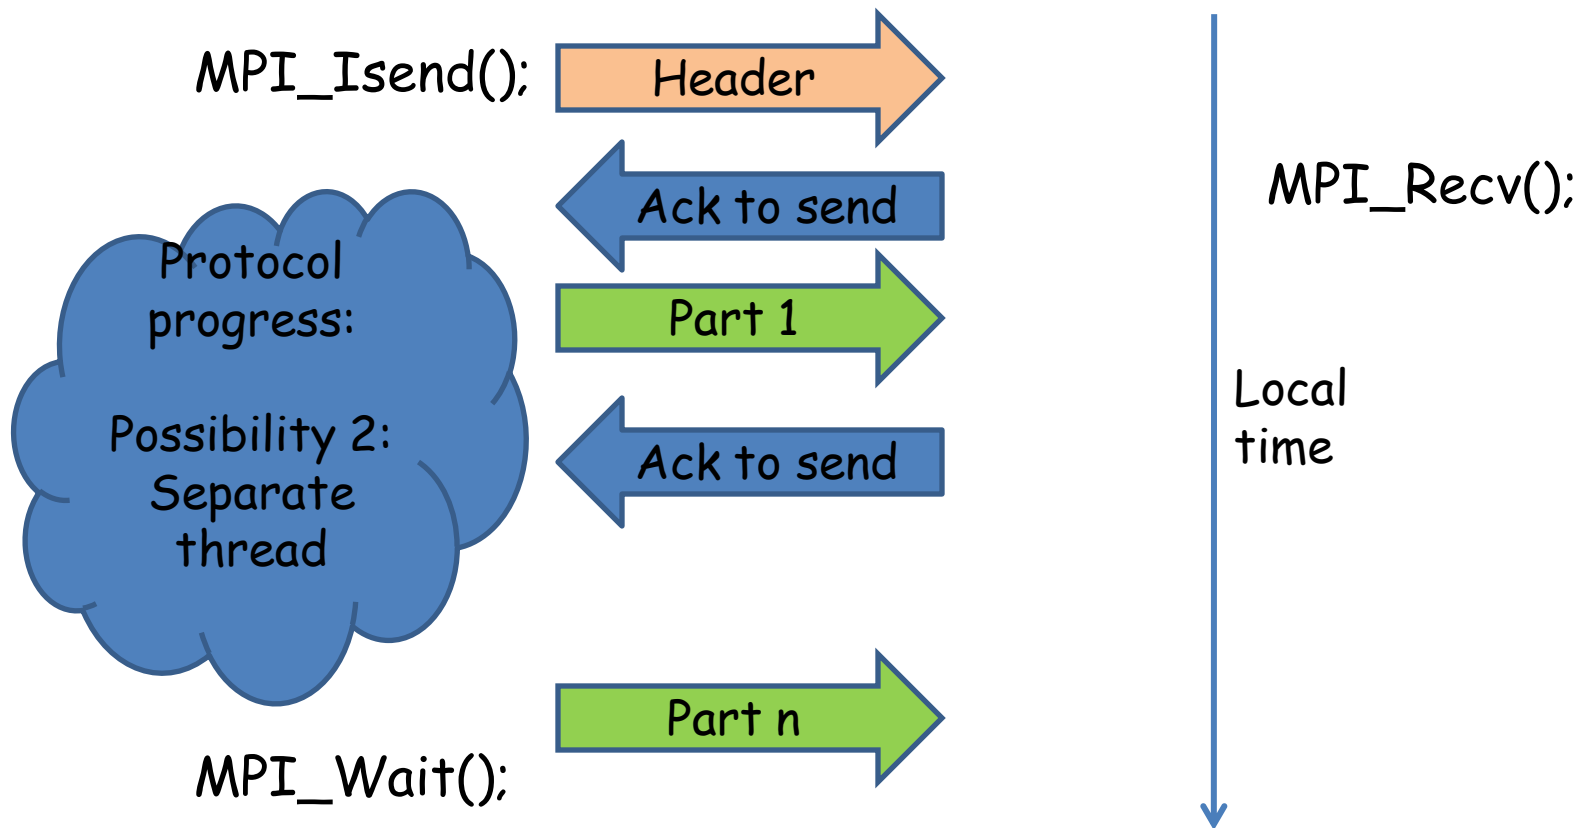 MPI_Isend();
Header
Ack to send
MPI_Recv();
Protocol
progress:
Part 1
Possibility 2:
Separate
thread
Ack to send
Local
time
Part n
MPI_Wait();